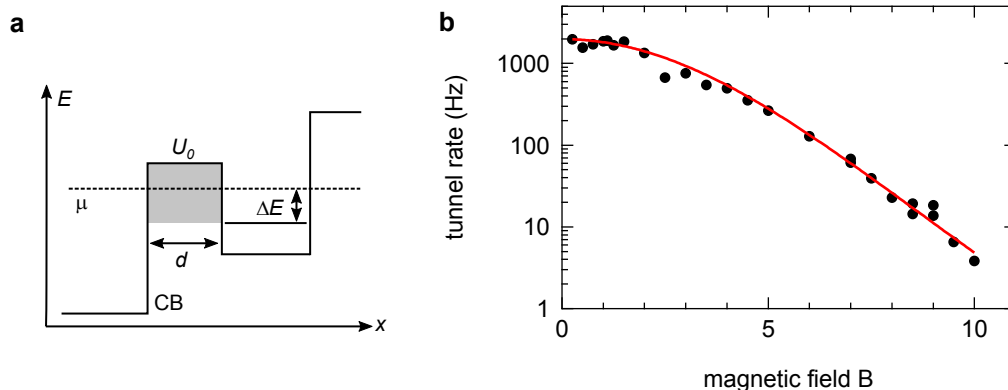 a
E
U0
μ
ΔE
d
CB
x
b
tunnel rate (Hz)
1000
100
10
1
0
5
10
magnetic field B